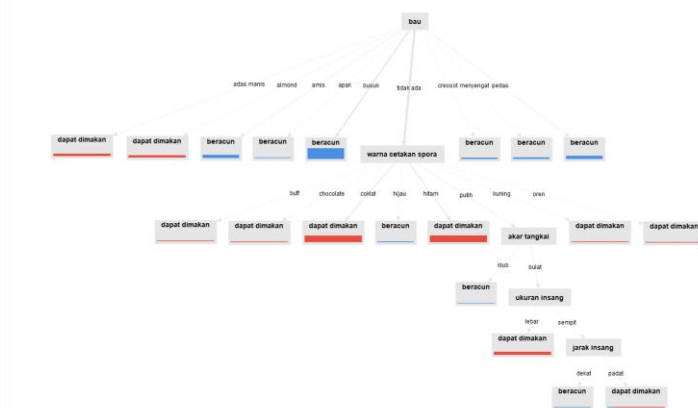 bau
adas manis almond amis apak busuk tidak ada creosot menyengat pedas
dapat dimakan dapat dimakan beracun beracun beracun warna cetakan spora beracun beracun beracun
buff chocolate coklat hijau hitam putih kuning oren
dapat dimakan dapat dimakan dapat dimakan beracun dapat dimakan akar tangkai dapat dimakan dapat dimakan
klub bulat
beracun ukuran insang
lebar sempit
dapat dimakan jarak insang
dekat padat
beracun dapat dimakan